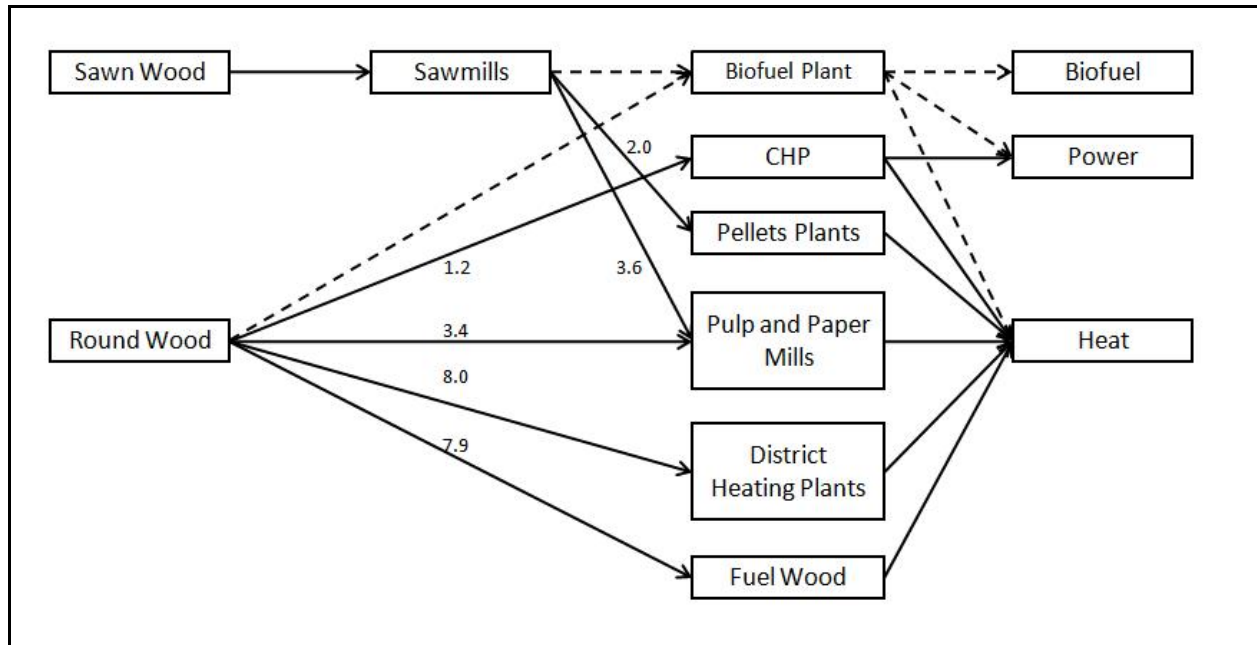 Sawn Wood
Sawmills
Biofuel Plant
Biofuel
2.0
CHP
Power
Pellets Plants
1.2
3.6
Round Wood
3.4
Pulp and Paper
Mills
Heat
8.0
7.9
District
Heating Plants
Fuel Wood